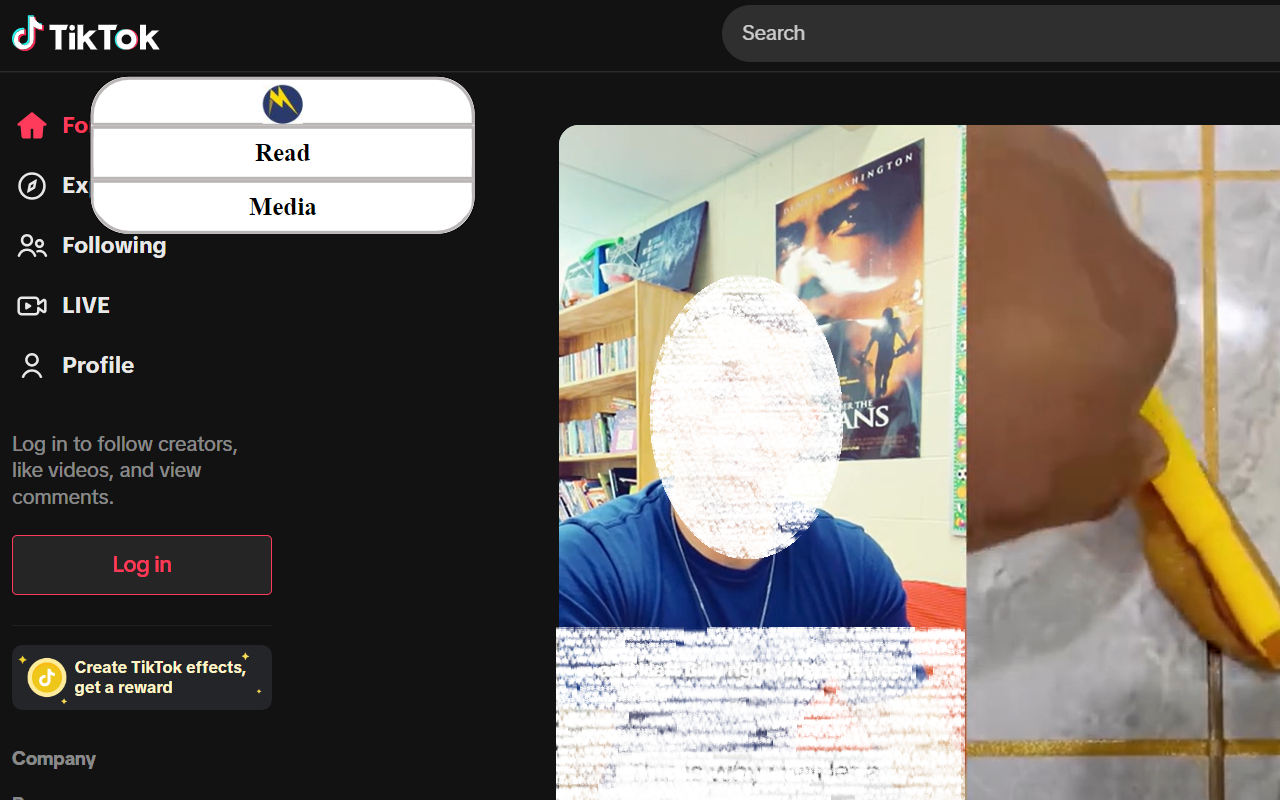 TikTok
Search
Fo
Read
Ex
Media
Following
LIVE
Profile
Log in to follow creators,
like videos, and view
comments.
Log in
Create TikTok effects,
get a reward
Company
WASHINGTON